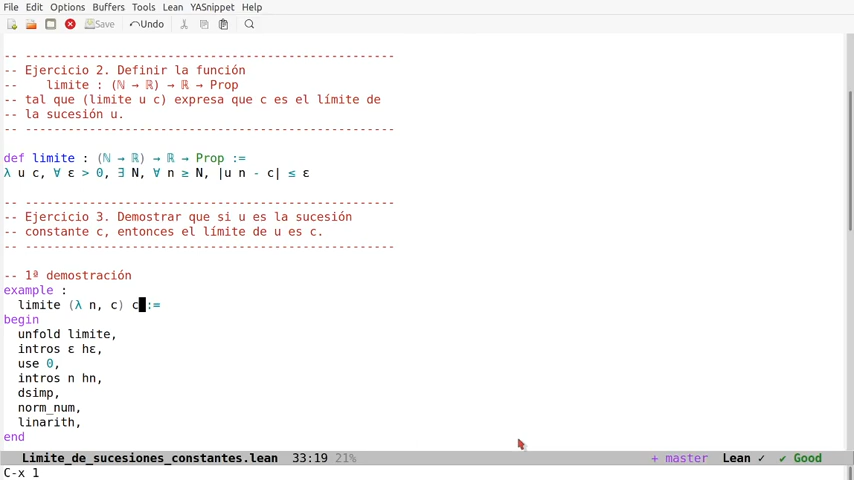 File Edit Options Buffers Tools Lean YASnippet Help
Save Undo
-- ----------------------------------------------------
-- Ejercicio 2. Definir la función
--    limite : (ℕ → ℝ) → ℝ → Prop
-- tal que (limite u c) expresa que c es el límite de
-- la sucesión u.
-- ----------------------------------------------------
def limite : (ℕ → ℝ) → ℝ → Prop :=
λ u c, ∀ ε > 0, ∃ N, ∀ n ≥ N, |u n - c| ≤ ε
-- ----------------------------------------------------
-- Ejercicio 3. Demostrar que si u es la sucesión
-- constante c, entonces el límite de u es c.
-- ----------------------------------------------------
-- 1ª demostración
example :
  limite (λ n, c) c :=
begin
  unfold limite,
  intros ε hε,
  use 0,
  intros n hn,
  dsimp,
  norm_num,
  linarith,
end
Limite_de_sucesiones_constantes.lean 33:19 21% + master Lean ✓ ✔ Good
C-x 1